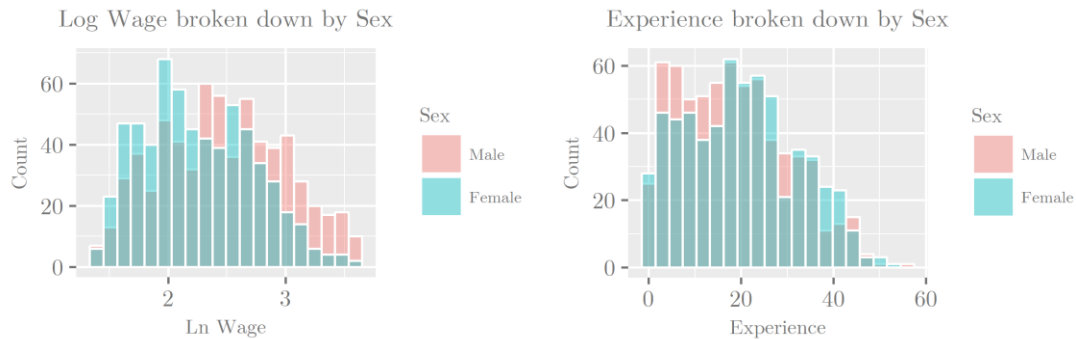 Log Wage broken down by Sex
60
40
20
0
Count
2 3
Ln Wage
Sex
Male
Female
Experience broken down by Sex
60
40
20
0
Count
0 20 40 60
Experience
Sex
Male
Female